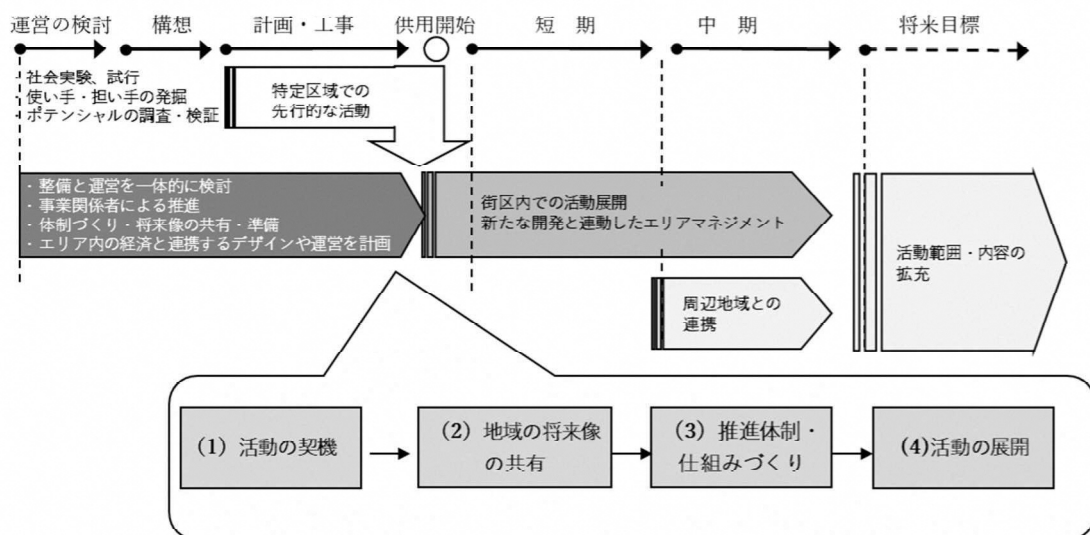 運営の検討 構想 計画・工事 供用開始 短 期 中 期 将来目標
・社会実験、試行
・使い手・担い手の発掘
・ポテンシャルの調査・検証
特定区域での
先行的な活動
・整備と運営を一体的に検討
・事業関係者による推進
・体制づくり・将来像の共有・準備
・エリア内の経済と連携するデザインや運営を計画
街区内での活動展開
新たな開発と連動したエリアマネジメント
活動範囲・内容の
拡充
周辺地域との
連携
(1) 活動の契機
(2) 地域の将来像
の共有
(3) 推進体制・
仕組みづくり
(4)活動の展開